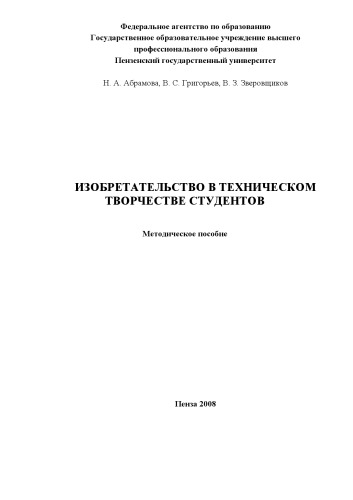 Федеральное агентство по образованию
Государственное образовательное учреждение высшего
профессионального образования
Пензенский государственный университет
Н. А. Абрамова, В. С. Григорьев, В. З. Зверовщиков
ИЗОБРЕТАТЕЛЬСТВО В ТЕХНИЧЕСКОМ
ТВОРЧЕСТВЕ СТУДЕНТОВ
Методическое пособие
Пенза 2008